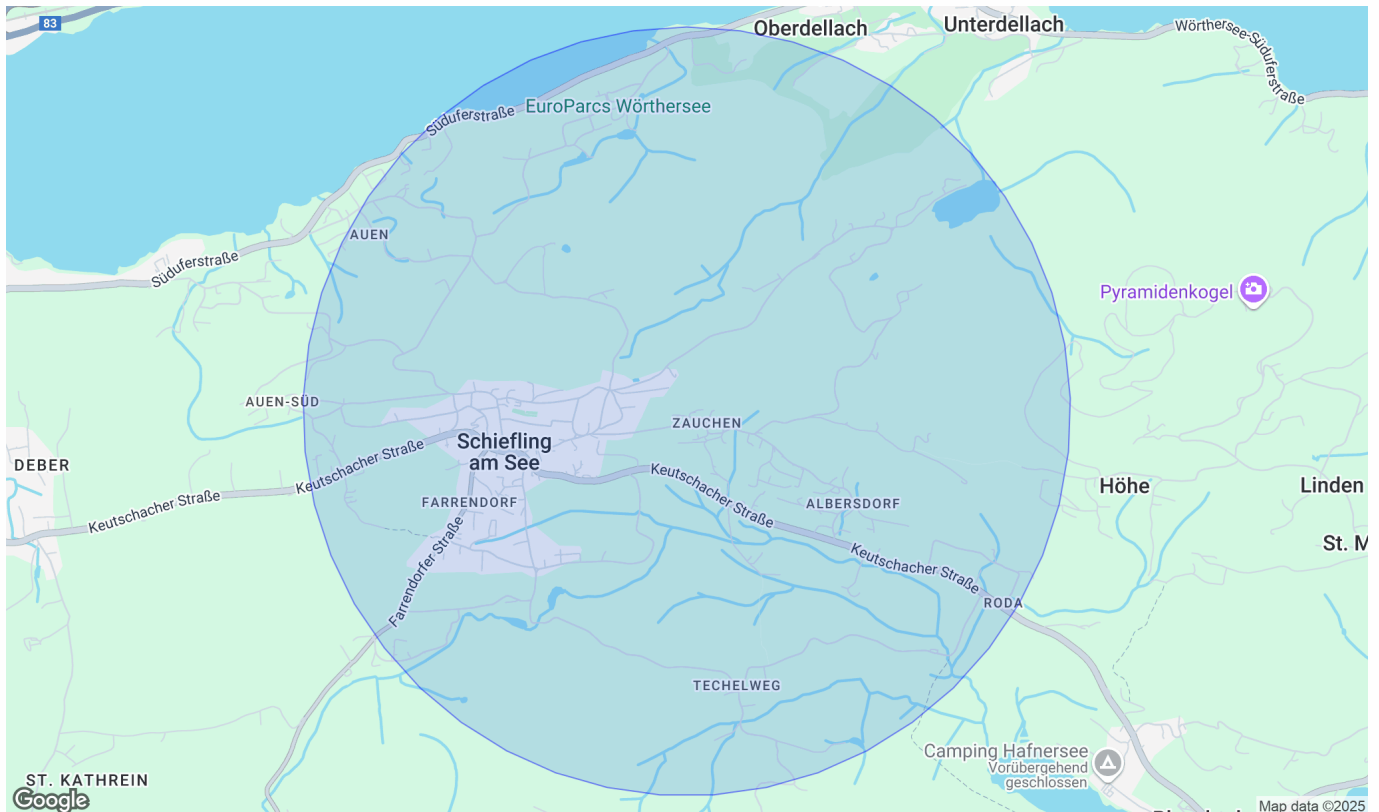 83
Oberdellach
Unterdellach
Wörthersee-Süduferstraße
EuroParcs Wörthersee
Süduferstraße
AUEN
Süduferstraße
Pyramidenkogel
AUEN-SÜD
ZAUCHEN
Schiefling
am See
Keutschacher Straße
DEBER
Keutschacher Straße
Keutschacher Straße
Höhe
Linden
FARRENDORF
ALBERSDORF
St. M
Farrendorfer Straße
Keutschacher Straße
RODA
TECHELWEG
Camping Hafnersee
Vorübergehend
geschlossen
ST. KATHREIN
Google
Map data ©2025